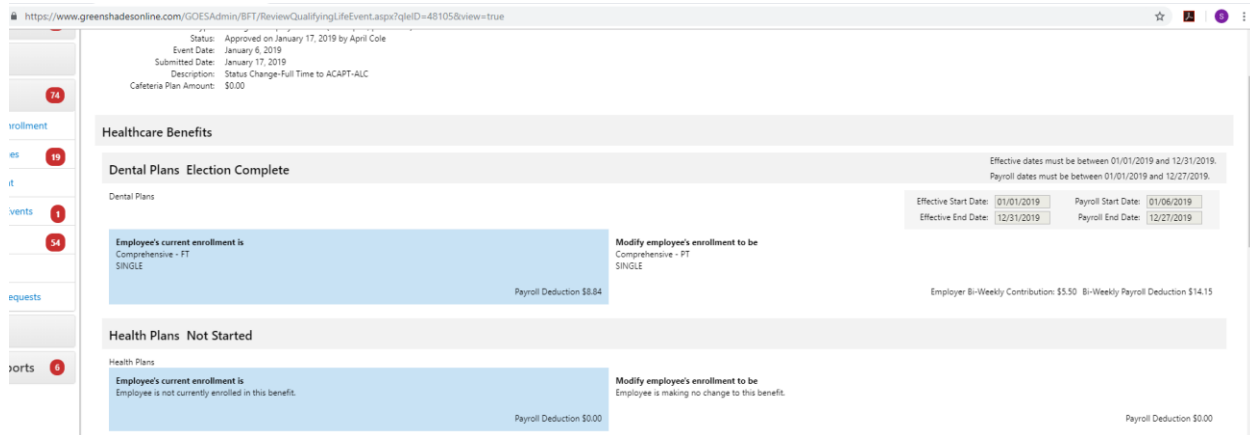 https://www.greenshadesonline.com/GOESAdmin/BFT/ReviewQualifyingLifeEvent.aspx?qleID=48105&view=true
Status: Approved on January 17, 2019 by April Cole
Event Date: January 6, 2019
Submitted Date: January 17, 2019
Description: Status Change-Full Time to ACAPT-ALC
Cafeteria Plan Amount: $0.00
74
nrollment
es 19
nt
vents 1
54
equests
ports 6
Healthcare Benefits
Dental Plans Election Complete
Effective dates must be between 01/01/2019 and 12/31/2019.
Payroll dates must be between 01/01/2019 and 12/27/2019.
Dental Plans
Effective Start Date: 01/01/2019 Payroll Start Date: 01/06/2019
Effective End Date: 12/31/2019 Payroll End Date: 12/27/2019
Employee's current enrollment is
Comprehensive - FT
SINGLE
Payroll Deduction $8.84
Modify employee's enrollment to be
Comprehensive - PT
SINGLE
Employer Bi-Weekly Contribution: $5.50 Bi-Weekly Payroll Deduction $14.15
Health Plans Not Started
Health Plans
Employee's current enrollment is
Employee is not currently enrolled in this benefit.
Payroll Deduction $0.00
Modify employee's enrollment to be
Employee is making no change to this benefit.
Payroll Deduction $0.00